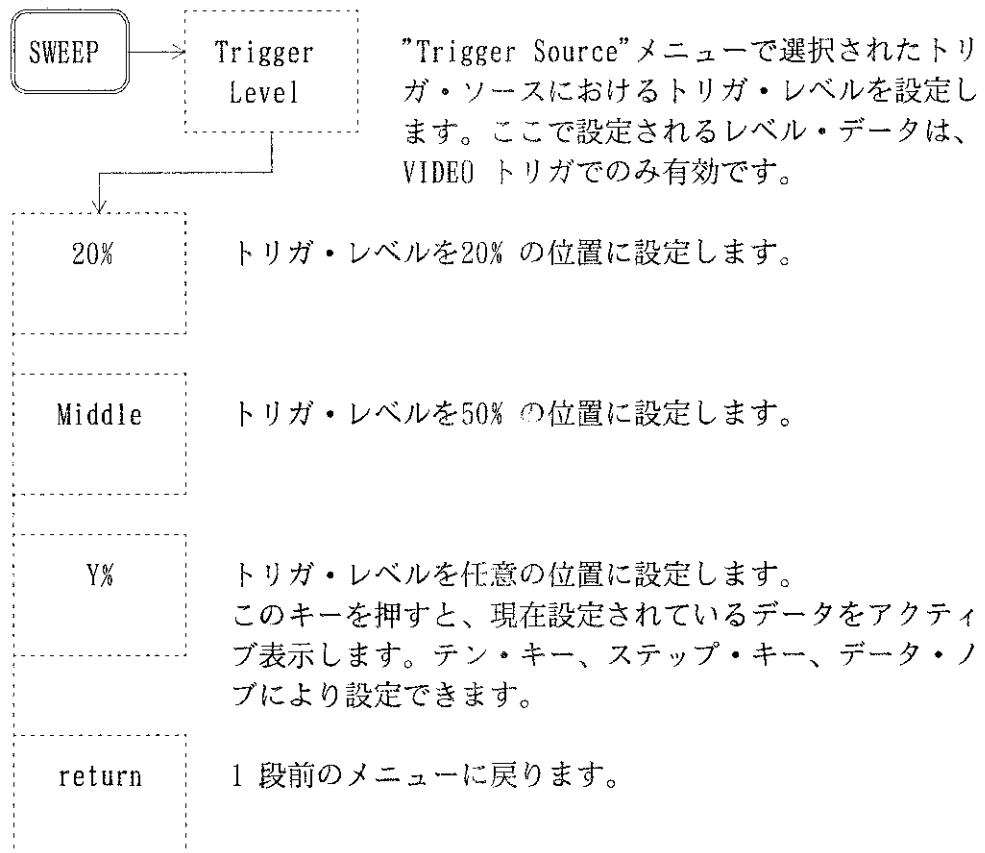 SWEEP
Trigger
Level
”Trigger Source”メニューで選択されたトリ
ガ・ソースにおけるトリガ・レベルを設定し
ます。ここで設定されるレベル・データは、
VIDEO トリガでのみ有効です。
20%
トリガ・レベルを20% の位置に設定します。
Middle
トリガ・レベルを50% の位置に設定します。
Y%
トリガ・レベルを任意の位置に設定します。
このキーを押すと、現在設定されているデータをアクティ
ブ表示します。テン・キー、ステップ・キー、データ・ノ
ブにより設定できます。
return
1 段前のメニューに戻ります。